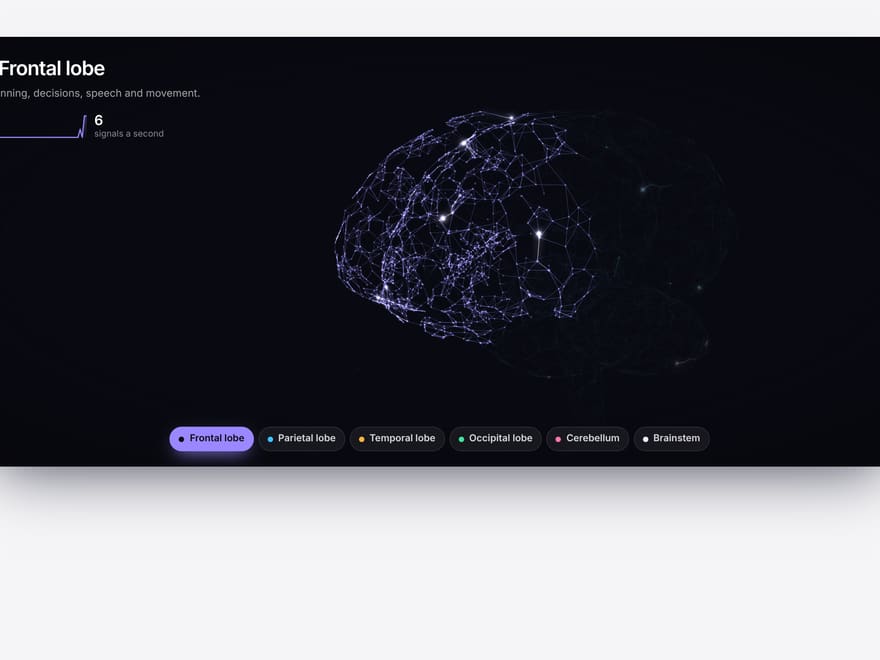 Frontal lobe
nning, decisions, speech and movement.
6
signals a second
Frontal lobe
Parietal lobe
Temporal lobe
Occipital lobe
Cerebellum
Brainstem